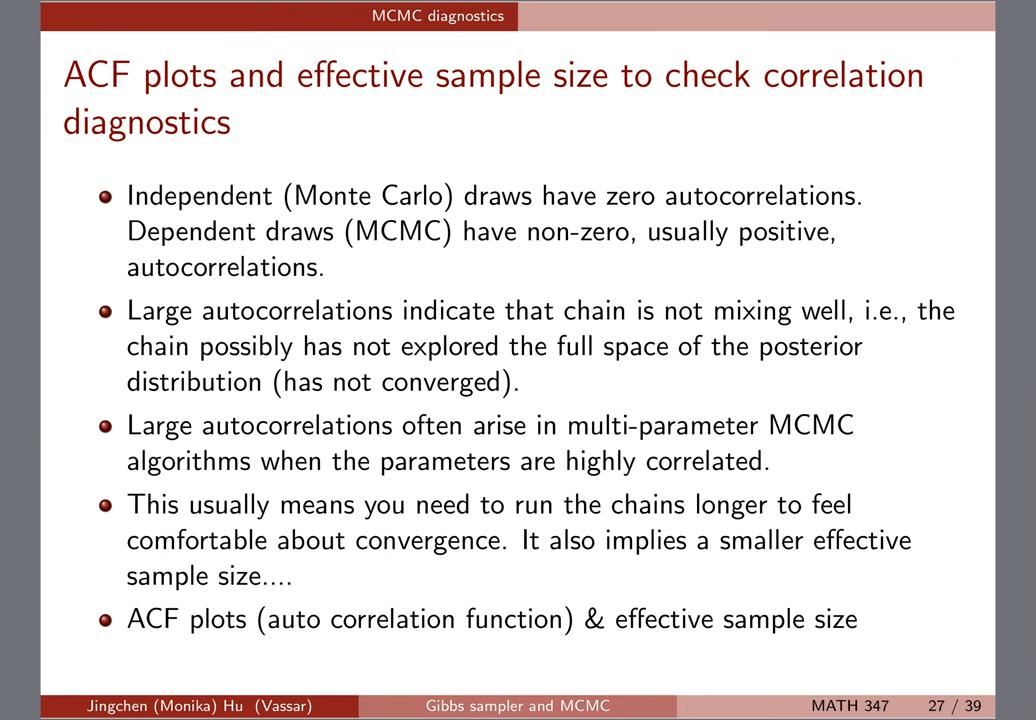 MCMC diagnostics
ACF plots and effective sample size to check correlation
diagnostics
Independent (Monte Carlo) draws have zero autocorrelations.
Dependent draws (MCMC) have non-zero, usually positive,
autocorrelations.
Large autocorrelations indicate that chain is not mixing well, i.e., the
chain possibly has not explored the full space of the posterior
distribution (has not converged).
Large autocorrelations often arise in multi-parameter MCMC
algorithms when the parameters are highly correlated.
This usually means you need to run the chains longer to feel
comfortable about convergence. It also implies a smaller effective
sample size....
ACF plots (auto correlation function) & effective sample size
Jingchen (Monika) Hu (Vassar) Gibbs sampler and MCMC MATH 347 27 / 39